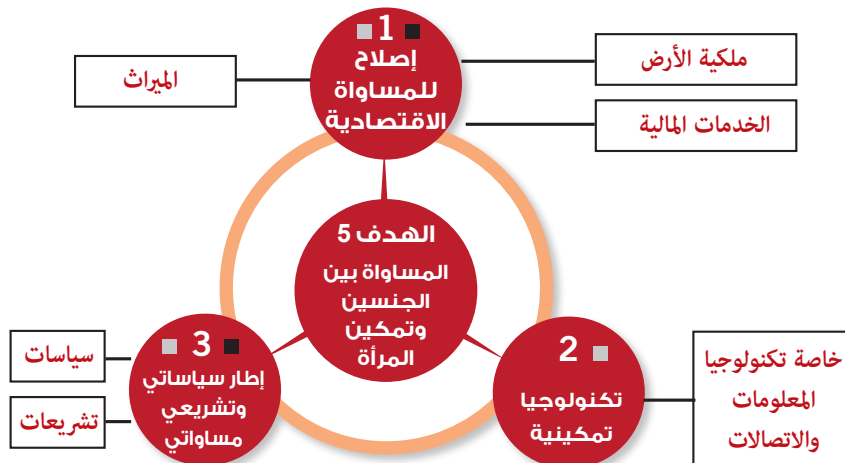 1
إصلاح
للمساواة
الاقتصادية
ملكية الأرض
الخدمات المالية
الميراث
الهدف 5
المساواة بين
الجنسين
وتمكين
المرأة
2
تكنولوجيا
تمكينية
خاصة تكنولوجيا
المعلومات
والاتصالات
3
إطار سياساتي
وتشريعي
مساواتي
سياسات
تشريعات